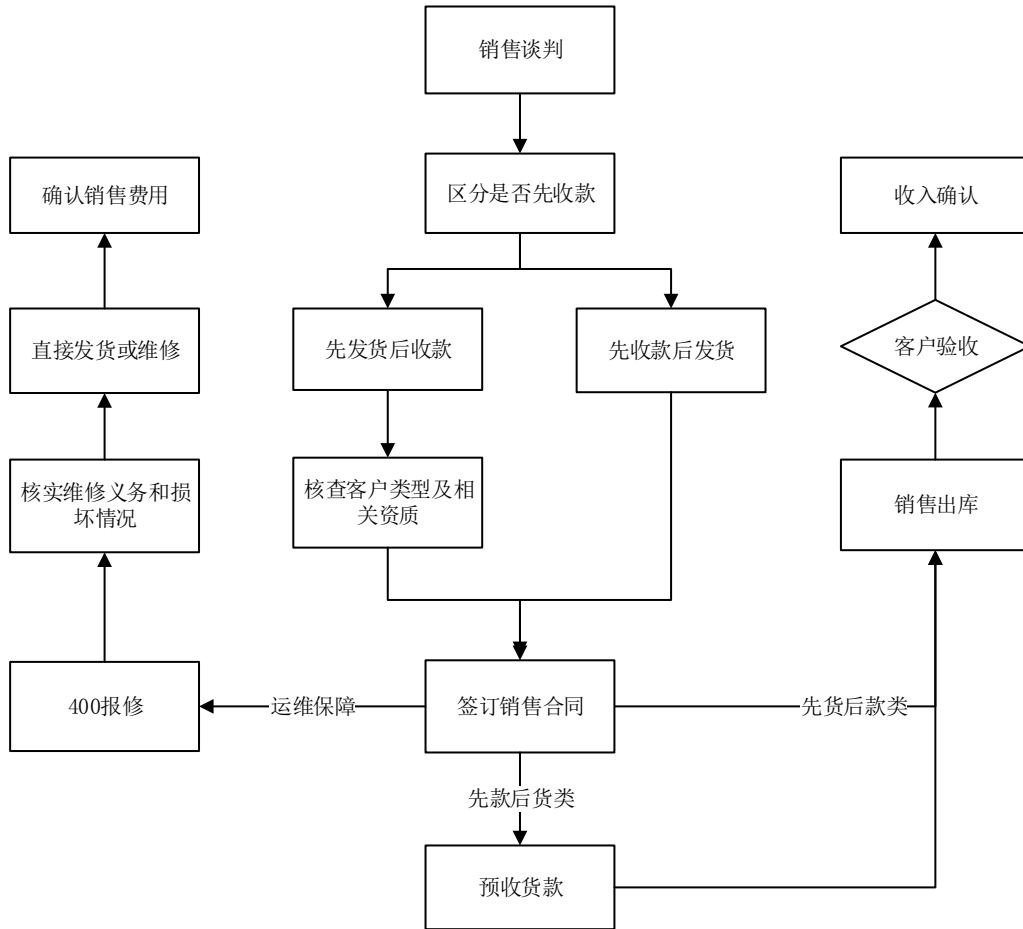 销售谈判
确认销售费用
区分是否先收款
收入确认
直接发货或维修
先发货后收款
先收款后发货
客户验收
核实维修义务和损
坏情况
核查客户类型及相
关资质
销售出库
400报修
运维保障
签订销售合同
先货后款类
先款后货类
预收货款